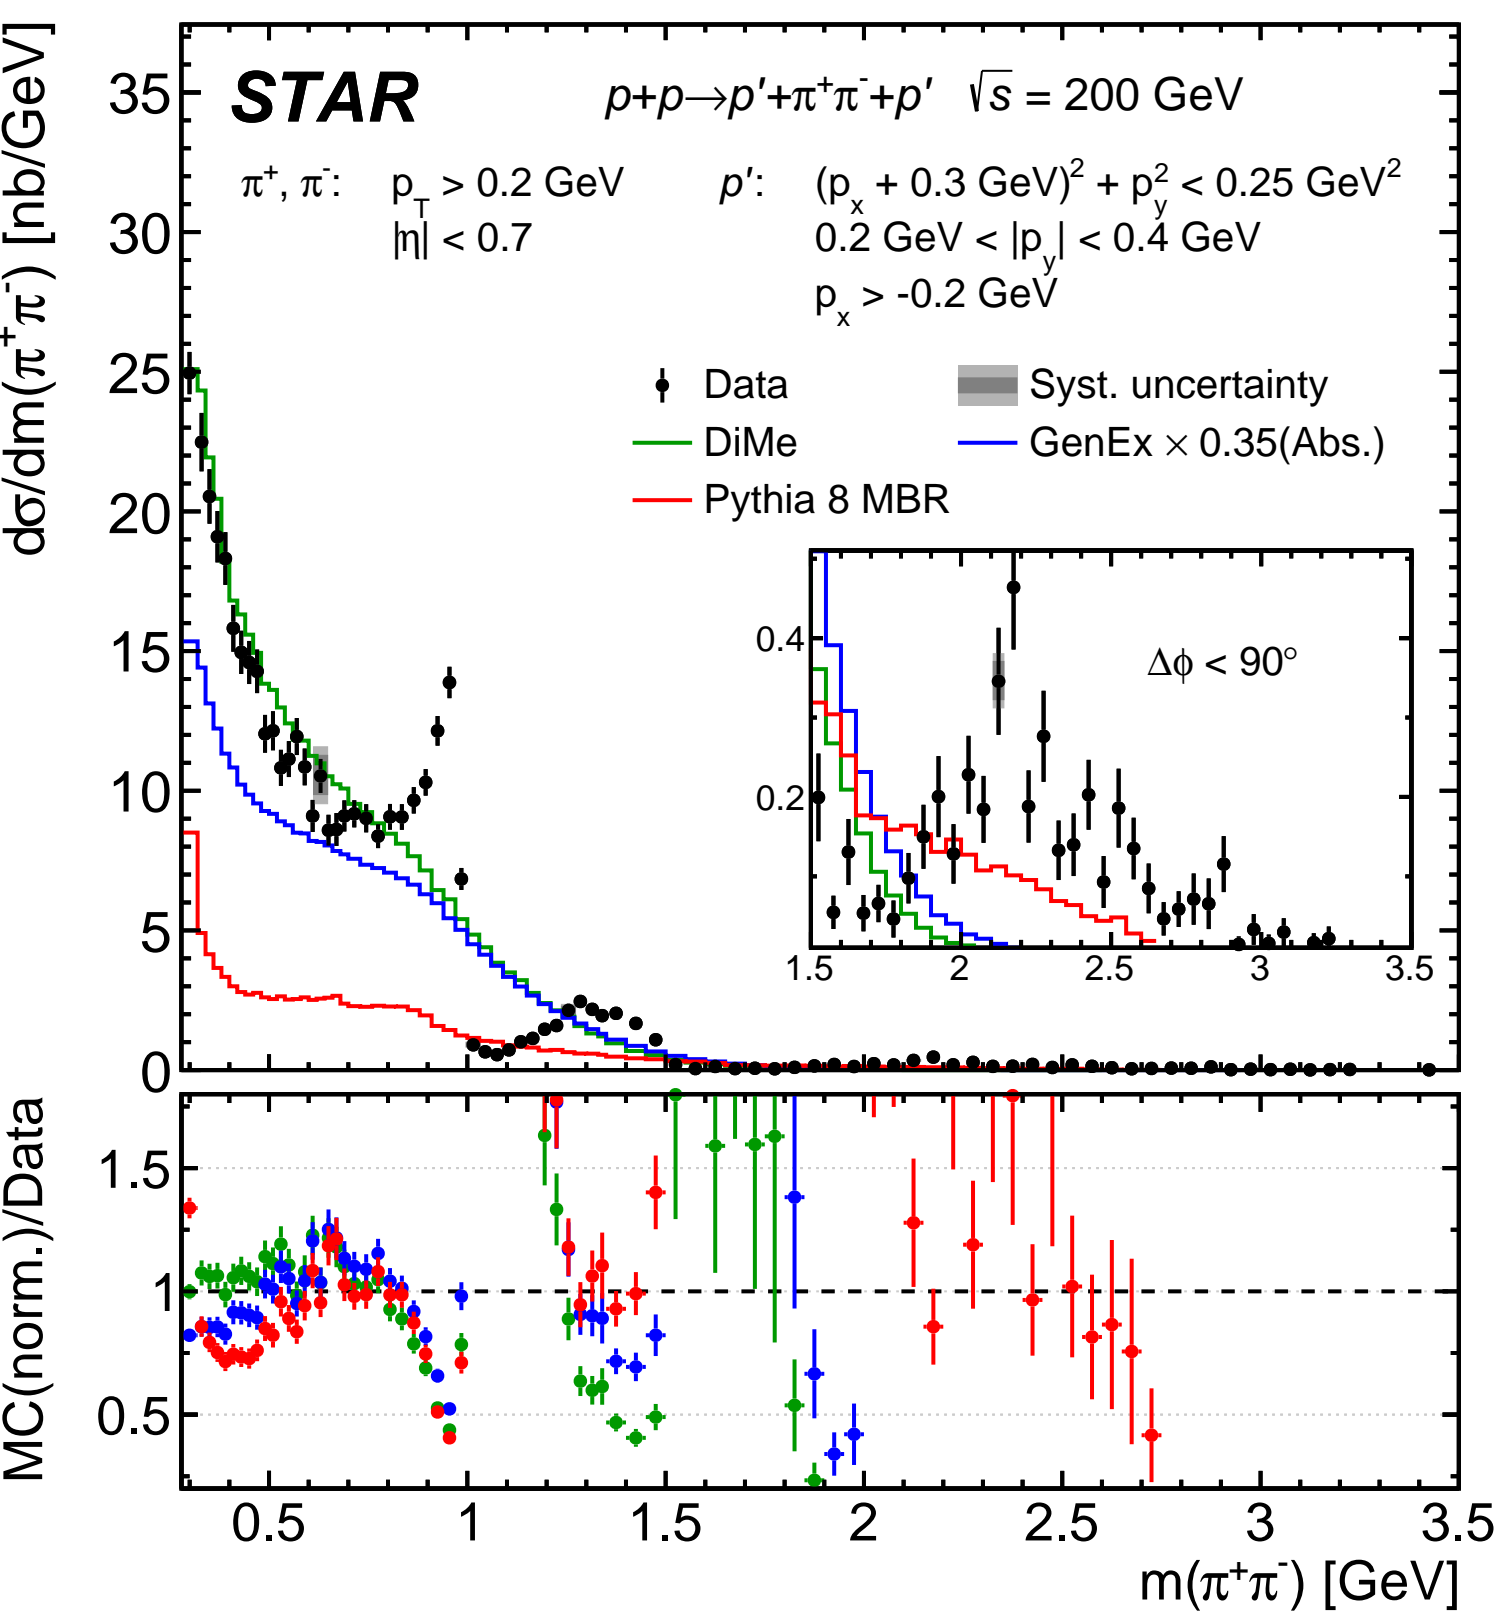 STAR
p+p→p′+π⁺π⁻+p′ √s = 200 GeV
π⁺, π⁻: p_T > 0.2 GeV p′: (p_x + 0.3 GeV)² + p_y² < 0.25 GeV²
|η| < 0.7 0.2 GeV < |p_y| < 0.4 GeV
p_x > -0.2 GeV
Data Syst. uncertainty
DiMe GenEx × 0.35(Abs.)
Pythia 8 MBR
dσ/dm(π⁺π⁻) [nb/GeV]
35
30
25
20
15
10
5
0
Δϕ < 90°
0.4
0.2
1.5 2 2.5 3 3.5
MC(norm.)/Data
1.5
1
0.5
0.5 1 1.5 2 2.5 3 3.5
m(π⁺π⁻) [GeV]